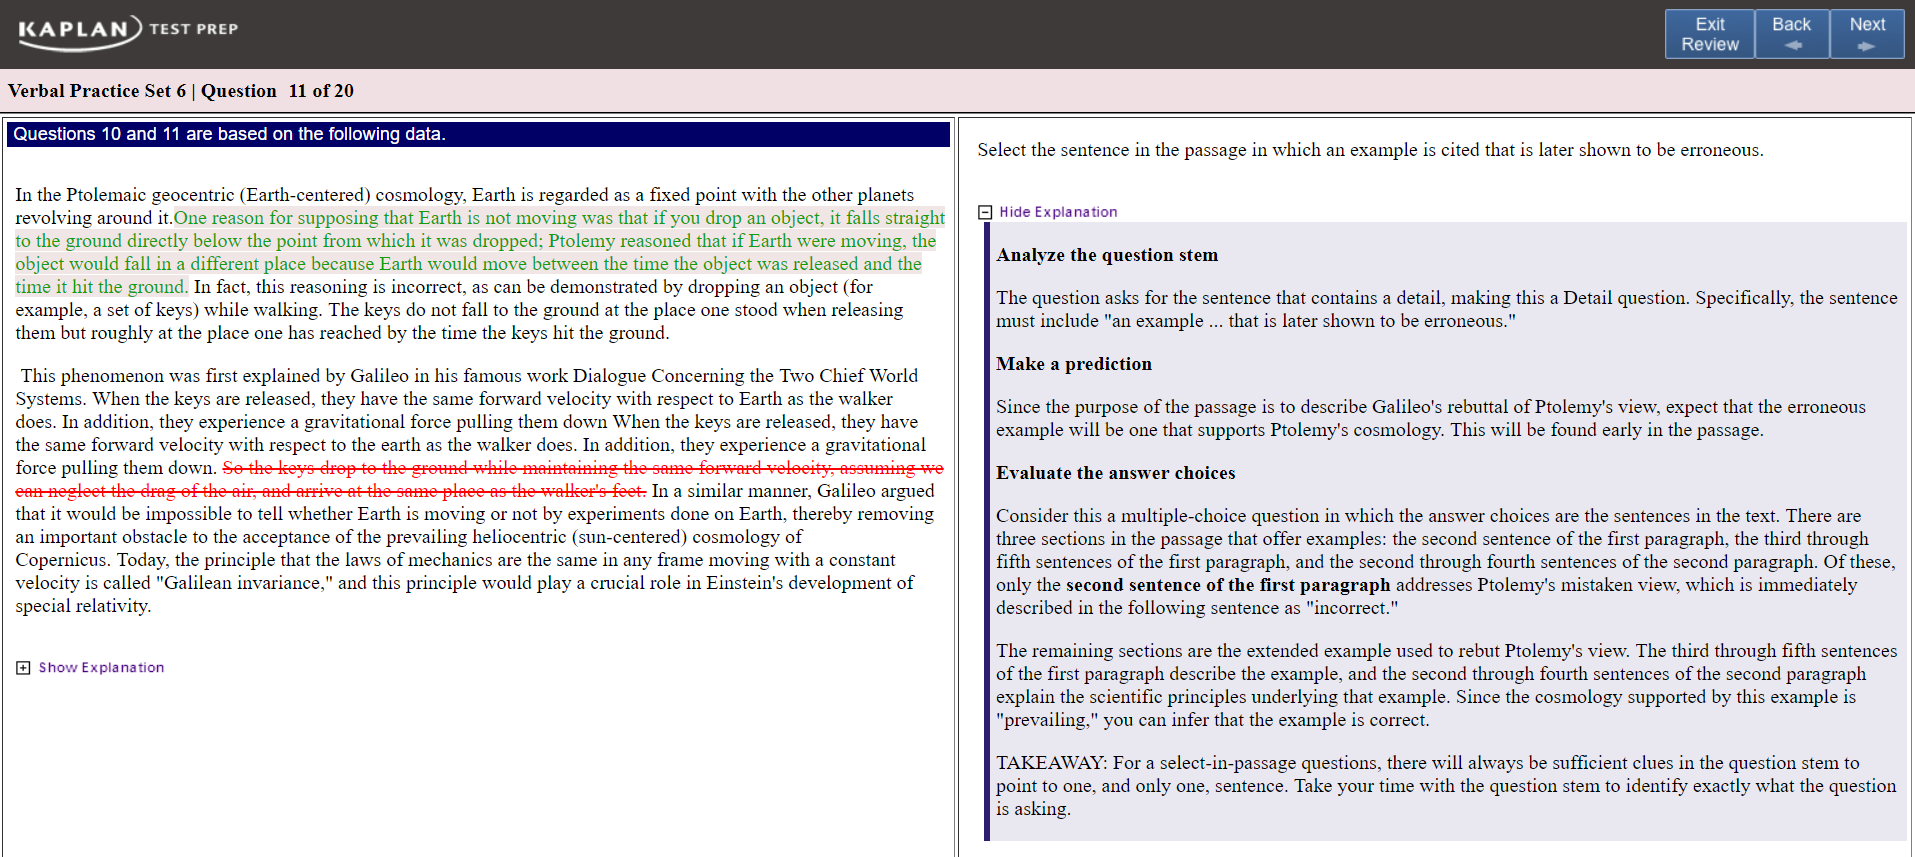 KAPLAN TEST PREP
Exit Review
Back
Next
Verbal Practice Set 6 | Question 11 of 20
Questions 10 and 11 are based on the following data.
In the Ptolemaic geocentric (Earth-centered) cosmology, Earth is regarded as a fixed point with the other planets
revolving around it.One reason for supposing that Earth is not moving was that if you drop an object, it falls straight
to the ground directly below the point from which it was dropped; Ptolemy reasoned that if Earth were moving, the
object would fall in a different place because Earth would move between the time the object was released and the
time it hit the ground. In fact, this reasoning is incorrect, as can be demonstrated by dropping an object (for
example, a set of keys) while walking. The keys do not fall to the ground at the place one stood when releasing
them but roughly at the place one has reached by the time the keys hit the ground.
This phenomenon was first explained by Galileo in his famous work Dialogue Concerning the Two Chief World
Systems. When the keys are released, they have the same forward velocity with respect to Earth as the walker
does. In addition, they experience a gravitational force pulling them down When the keys are released, they have
the same forward velocity with respect to the earth as the walker does. In addition, they experience a gravitational
force pulling them down. So the keys drop to the ground while maintaining the same forward velocity, assuming we
can neglect the drag of the air, and arrive at the same place as the walker's feet. In a similar manner, Galileo argued
that it would be impossible to tell whether Earth is moving or not by experiments done on Earth, thereby removing
an important obstacle to the acceptance of the prevailing heliocentric (sun-centered) cosmology of
Copernicus. Today, the principle that the laws of mechanics are the same in any frame moving with a constant
velocity is called "Galilean invariance," and this principle would play a crucial role in Einstein's development of
special relativity.
Show Explanation
Select the sentence in the passage in which an example is cited that is later shown to be erroneous.
Hide Explanation
Analyze the question stem
The question asks for the sentence that contains a detail, making this a Detail question. Specifically, the sentence
must include "an example ... that is later shown to be erroneous."
Make a prediction
Since the purpose of the passage is to describe Galileo's rebuttal of Ptolemy's view, expect that the erroneous
example will be one that supports Ptolemy's cosmology. This will be found early in the passage.
Evaluate the answer choices
Consider this a multiple-choice question in which the answer choices are the sentences in the text. There are
three sections in the passage that offer examples: the second sentence of the first paragraph, the third through
fifth sentences of the first paragraph, and the second through fourth sentences of the second paragraph. Of these,
only the second sentence of the first paragraph addresses Ptolemy's mistaken view, which is immediately
described in the following sentence as "incorrect."
The remaining sections are the extended example used to rebut Ptolemy's view. The third through fifth sentences
of the first paragraph describe the example, and the second through fourth sentences of the second paragraph
explain the scientific principles underlying that example. Since the cosmology supported by this example is
"prevailing," you can infer that the example is correct.
TAKEAWAY: For a select-in-passage questions, there will always be sufficient clues in the question stem to
point to one, and only one, sentence. Take your time with the question stem to identify exactly what the question
is asking.